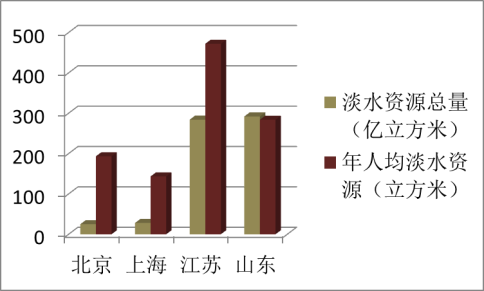 500
400
300
200
100
0
北京 上海 江苏 山东
淡水资源总量
（亿立方米）
年人均淡水资
源（立方米）